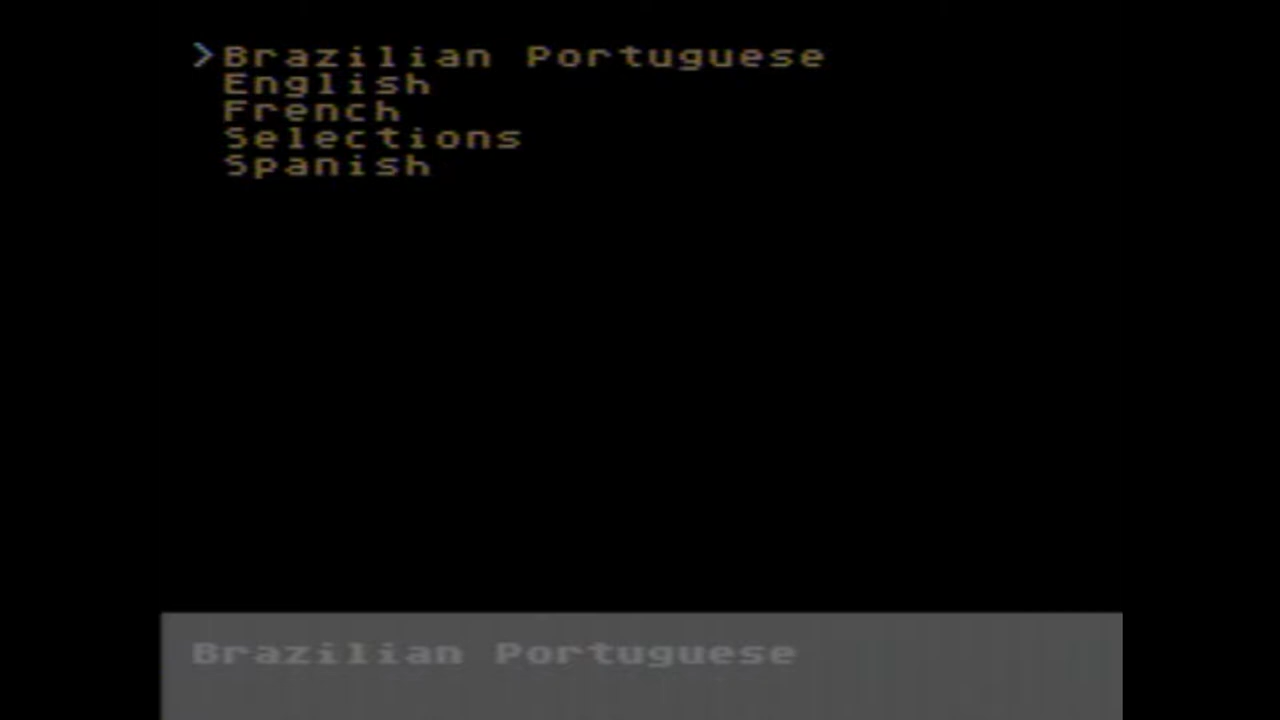 >Brazilian Portuguese
English
French
Selections
Spanish
Brazilian Portuguese